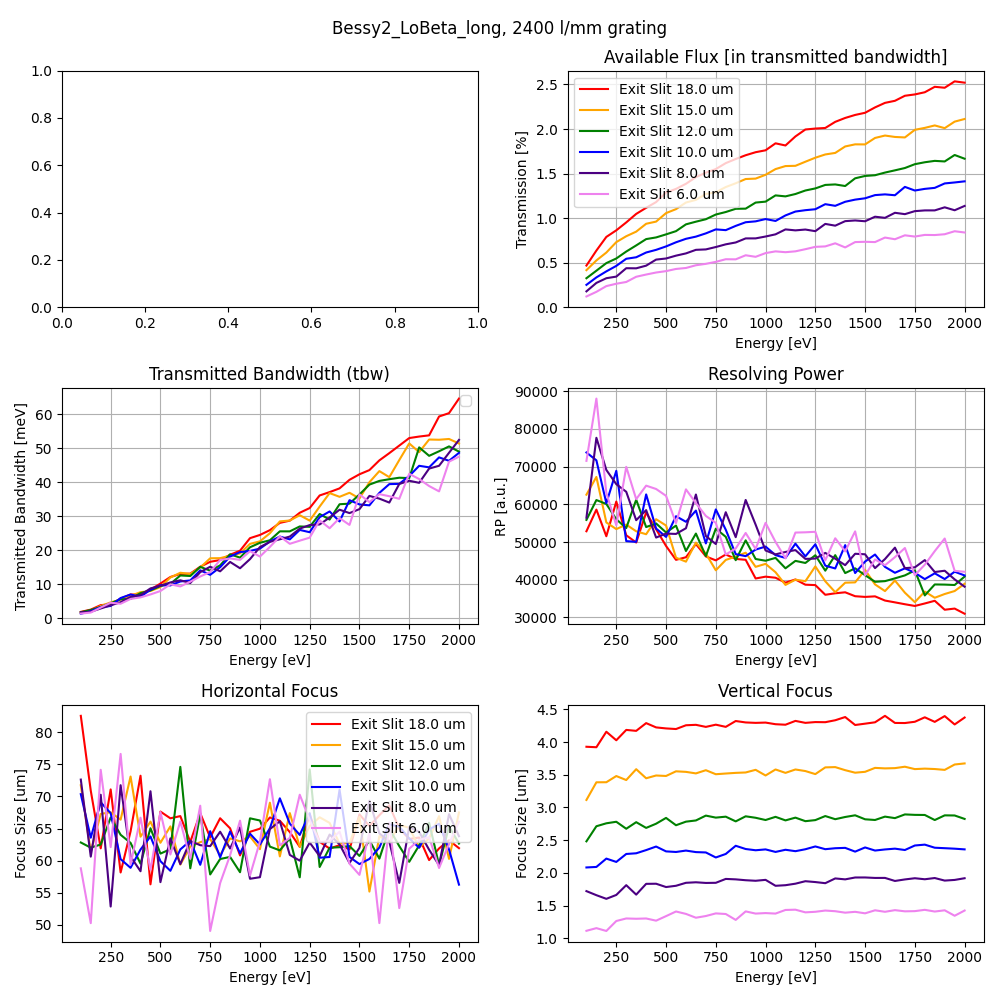 Bessy2_LoBeta_long, 2400 l/mm grating
1.0
0.8
0.6
0.4
0.2
0.0
0.0 0.2 0.4 0.6 0.8 1.0
Available Flux [in transmitted bandwidth]
Transmission [%]
2.5
2.0
1.5
1.0
0.5
0.0
Exit Slit 18.0 um
Exit Slit 15.0 um
Exit Slit 12.0 um
Exit Slit 10.0 um
Exit Slit 8.0 um
Exit Slit 6.0 um
250 500 750 1000 1250 1500 1750 2000
Energy [eV]
Transmitted Bandwidth (tbw)
Transmitted Bandwidth [meV]
60
50
40
30
20
10
0
250 500 750 1000 1250 1500 1750 2000
Energy [eV]
Resolving Power
RP [a.u.]
90000
80000
70000
60000
50000
40000
30000
250 500 750 1000 1250 1500 1750 2000
Energy [eV]
Horizontal Focus
Focus Size [um]
80
75
70
65
60
55
50
Exit Slit 18.0 um
Exit Slit 15.0 um
Exit Slit 12.0 um
Exit Slit 10.0 um
Exit Slit 8.0 um
Exit Slit 6.0 um
250 500 750 1000 1250 1500 1750 2000
Energy [eV]
Vertical Focus
Focus Size [um]
4.5
4.0
3.5
3.0
2.5
2.0
1.5
1.0
250 500 750 1000 1250 1500 1750 2000
Energy [eV]